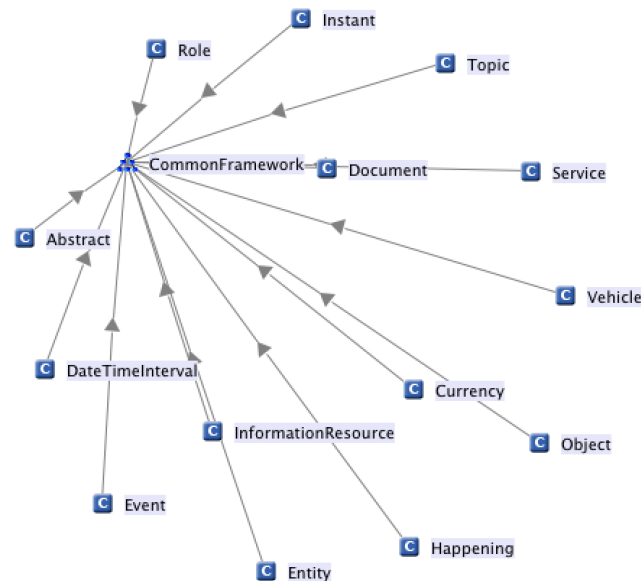 C Instant
C Role
C Topic
CommonFramework
C Document
C Service
C Abstract
C Vehicle
C DateTimeInterval
C Currency
C InformationResource
C Object
C Event
C Happening
C Entity